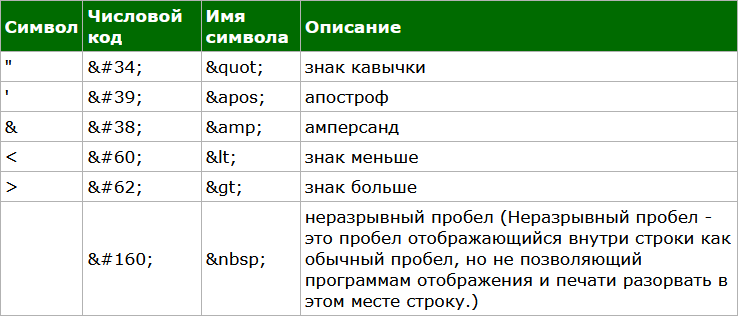 Символ Числовой код Имя символа Описание
" &#34; &quot; знак кавычки
' &#39; &apos; апостроф
& &#38; &amp; амперсанд
< &#60; &lt; знак меньше
> &#62; &gt; знак больше
&#160; &nbsp; неразрывный пробел (Неразрывный пробел -
это пробел отображающийся внутри строки как
обычный пробел, но не позволяющий
программам отображения и печати разорвать в
этом месте строку.)